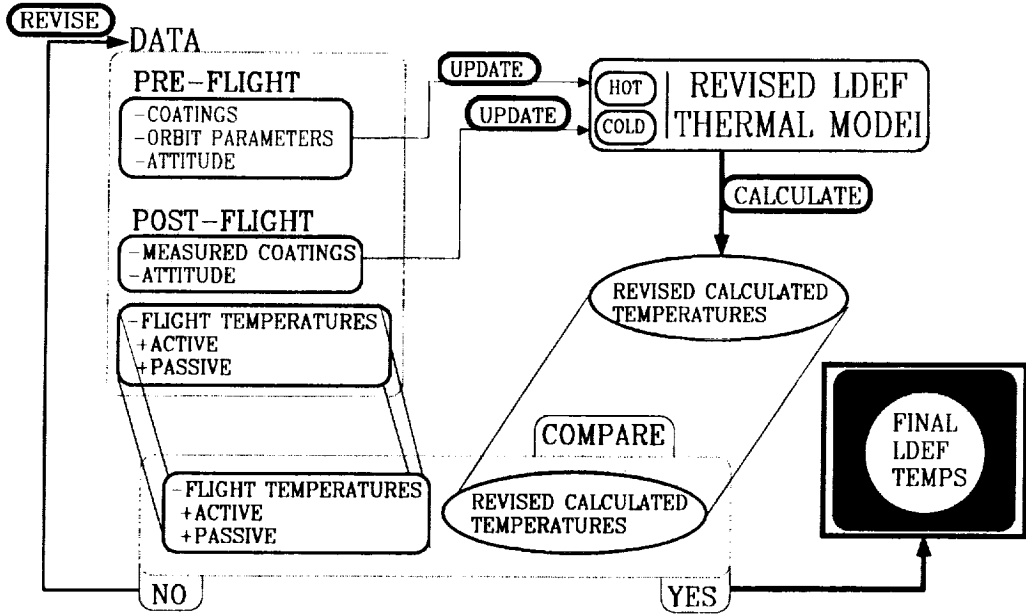 REVISE
DATA
PRE-FLIGHT
-COATINGS
-ORBIT PARAMETERS
-ATTITUDE
POST-FLIGHT
-MEASURED COATINGS
-ATTITUDE
-FLIGHT TEMPERATURES
+ACTIVE
+PASSIVE
UPDATE
UPDATE
HOT
COLD
REVISED LDEF
THERMAL MODEL
CALCULATE
REVISED CALCULATED
TEMPERATURES
COMPARE
-FLIGHT TEMPERATURES
+ACTIVE
+PASSIVE
REVISED CALCULATED
TEMPERATURES
NO
YES
FINAL
LDEF
TEMPS